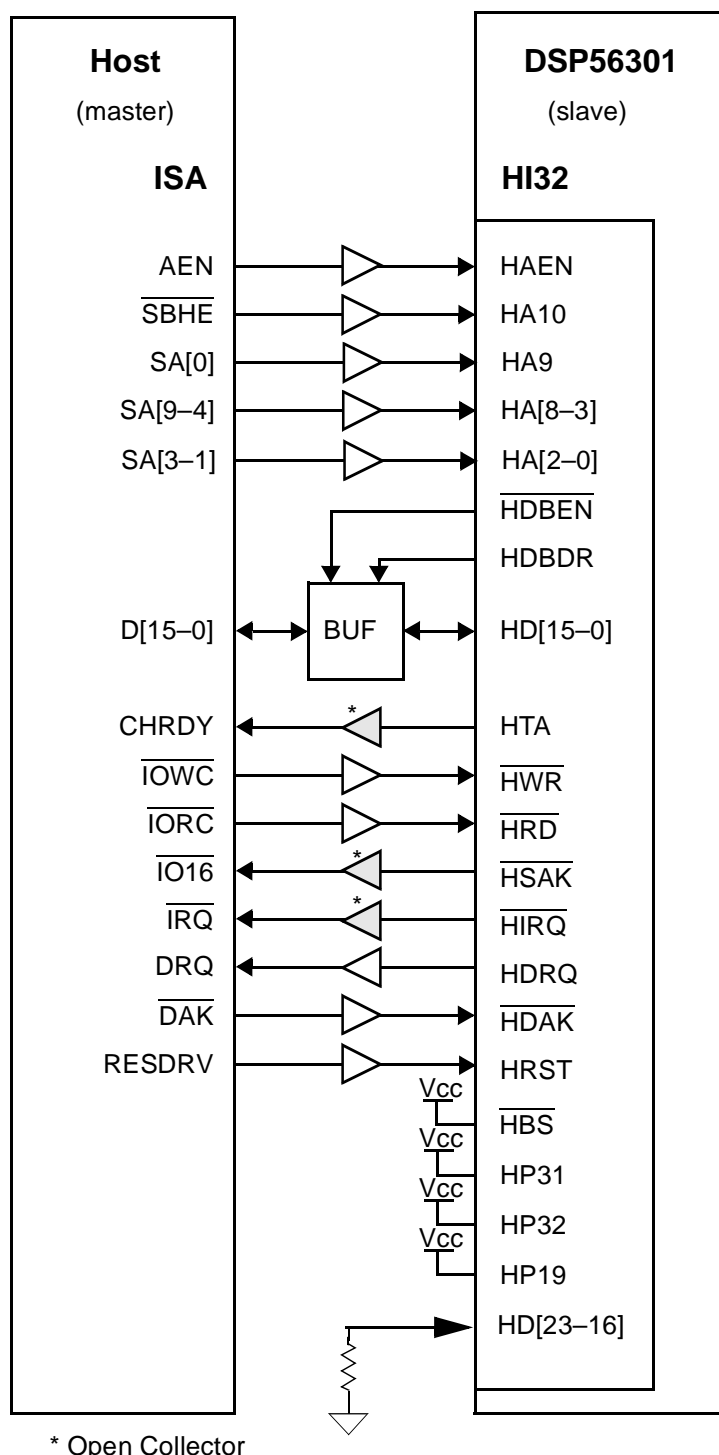 Host DSP56301
(master) (slave)
ISA HI32
AEN HAEN
SBHE HA10
SA[0] HA9
SA[9–4] HA[8–3]
SA[3–1] HA[2–0]
HDBEN
HDBDR
D[15–0] BUF HD[15–0]
CHRDY * HTA
IOWC HWR
IORC HRD
IO16 * HSAK
IRQ * HIRQ
DRQ HDRQ
DAK HDAK
RESDRV HRST
Vcc HBS
Vcc HP31
Vcc HP32
Vcc HP19
HD[23–16]
* Open Collector